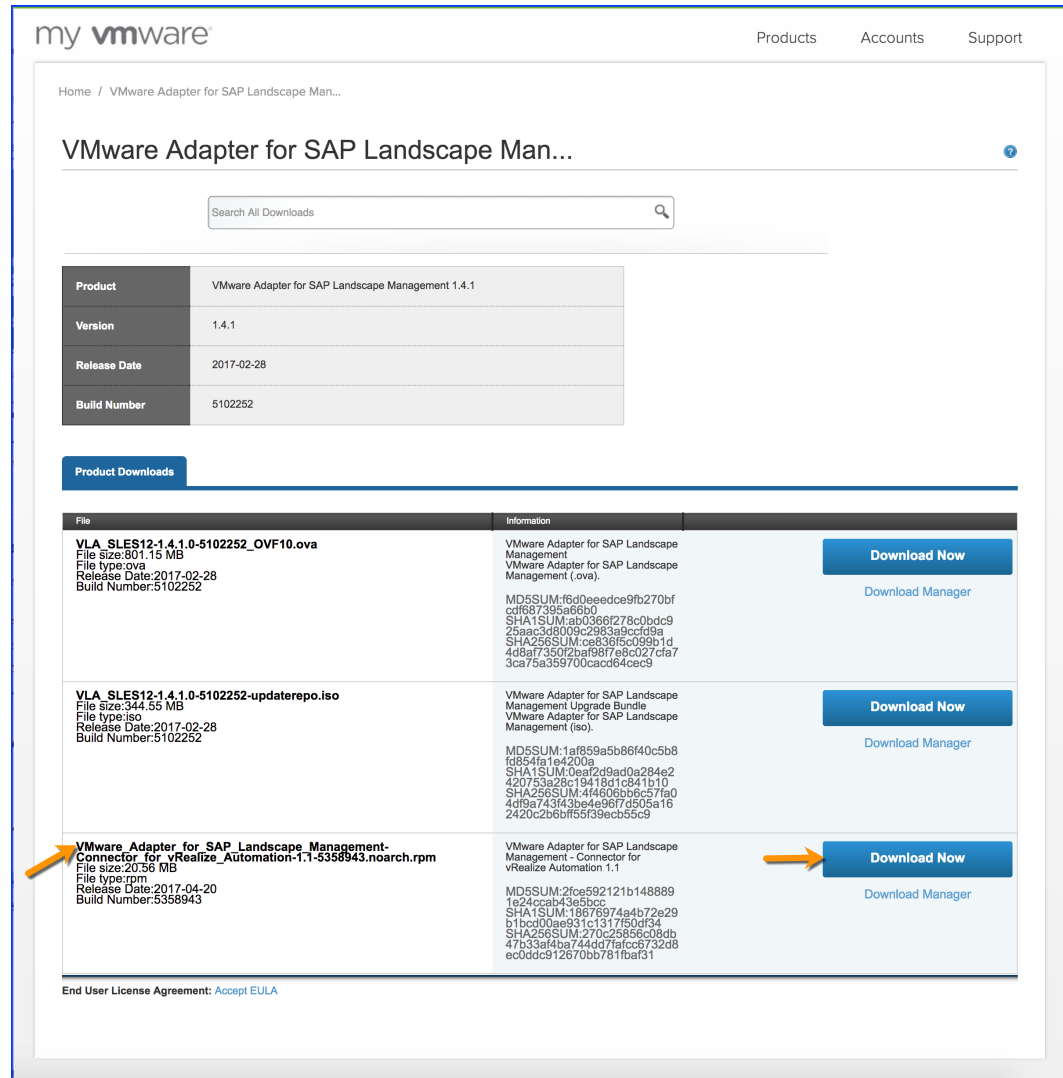 my vmware
Products Accounts Support
Home / VMware Adapter for SAP Landscape Man...
VMware Adapter for SAP Landscape Man...
?
Search All Downloads
Product VMware Adapter for SAP Landscape Management 1.4.1
Version 1.4.1
Release Date 2017-02-28
Build Number 5102252
Product Downloads
File Information
VLA_SLES12-1.4.1.0-5102252_OVF10.ova
File size:801.15 MB
File type:ova
Release Date:2017-02-28
Build Number:5102252
VMware Adapter for SAP Landscape
Management
VMware Adapter for SAP Landscape
Management (.ova).
MD5SUM:f6d0eeedce9fb270bf
cdf687395a66b0
SHA1SUM:ab0366f278c0bdc9
25aac3d8009c2983a9ccfd9a
SHA256SUM:ce836f5c099b1d
4d8af7350f2baf98f7e8c027cfa7
3ca75a359700cacd64cec9
Download Now
Download Manager
VLA_SLES12-1.4.1.0-5102252-updaterepo.iso
File size:344.55 MB
File type:iso
Release Date:2017-02-28
Build Number:5102252
VMware Adapter for SAP Landscape
Management Upgrade Bundle
VMware Adapter for SAP Landscape
Management (iso).
MD5SUM:1af859a5b86f40c5b8
fd854fa1e4200a
SHA1SUM:0eaf2d9ad0a284e2
420753a28c19418d1c841b10
SHA256SUM:4f4606bb6c57fa0
4df9a743f43be4e96f7d505a16
2420c2b6bff55f39ecb55c9
Download Now
Download Manager
VMware_Adapter_for_SAP_Landscape_Management-
Connector_for_vRealize_Automation-1.1-5358943.noarch.rpm
File size:20.56 MB
File type:rpm
Release Date:2017-04-20
Build Number:5358943
VMware Adapter for SAP Landscape
Management - Connector for
vRealize Automation 1.1
MD5SUM:2fce592121b148889
1e24ccab43e5bcc
SHA1SUM:18676974a4b72e29
b1bcd00ae931c1317f50df34
SHA256SUM:270c25856c08db
47b33af4ba744dd7fafcc6732d8
ec0ddc912670bb781fbaf31
Download Now
Download Manager
End User License Agreement: Accept EULA